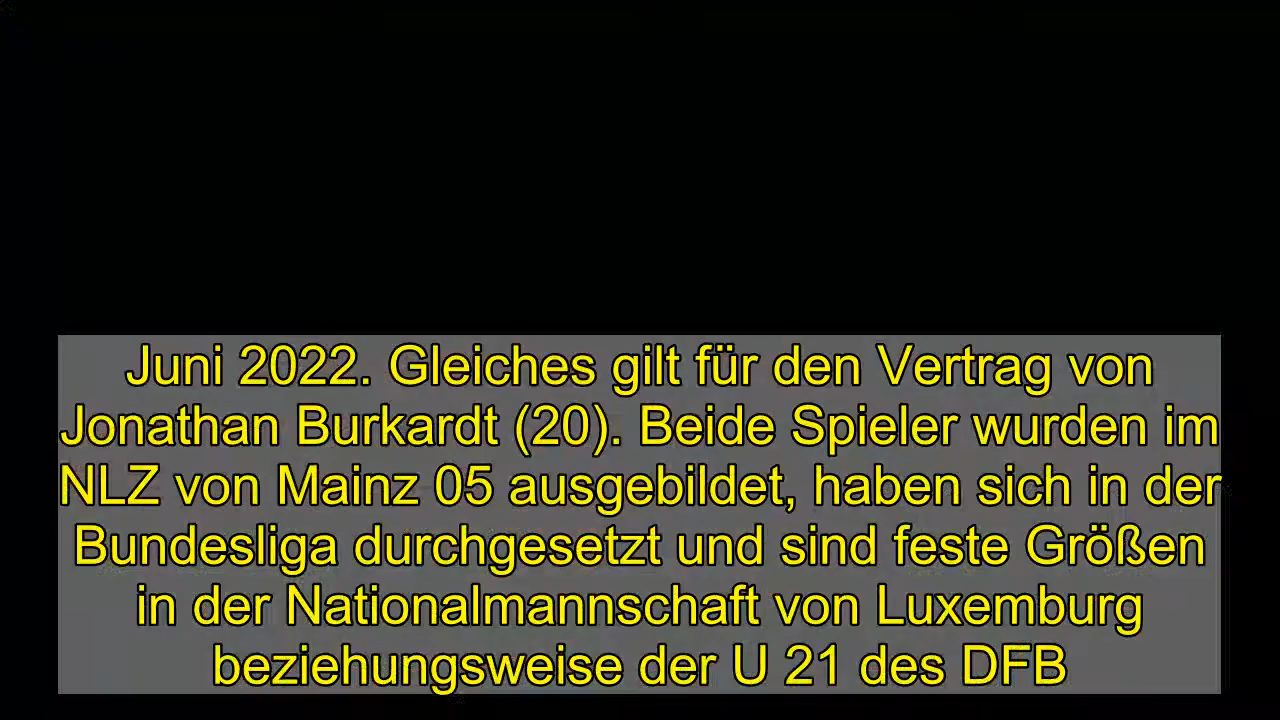 Juni 2022. Gleiches gilt für den Vertrag von
Jonathan Burkardt (20). Beide Spieler wurden im
NLZ von Mainz 05 ausgebildet, haben sich in der
Bundesliga durchgesetzt und sind feste Größen
in der Nationalmannschaft von Luxemburg
beziehungsweise der U 21 des DFB